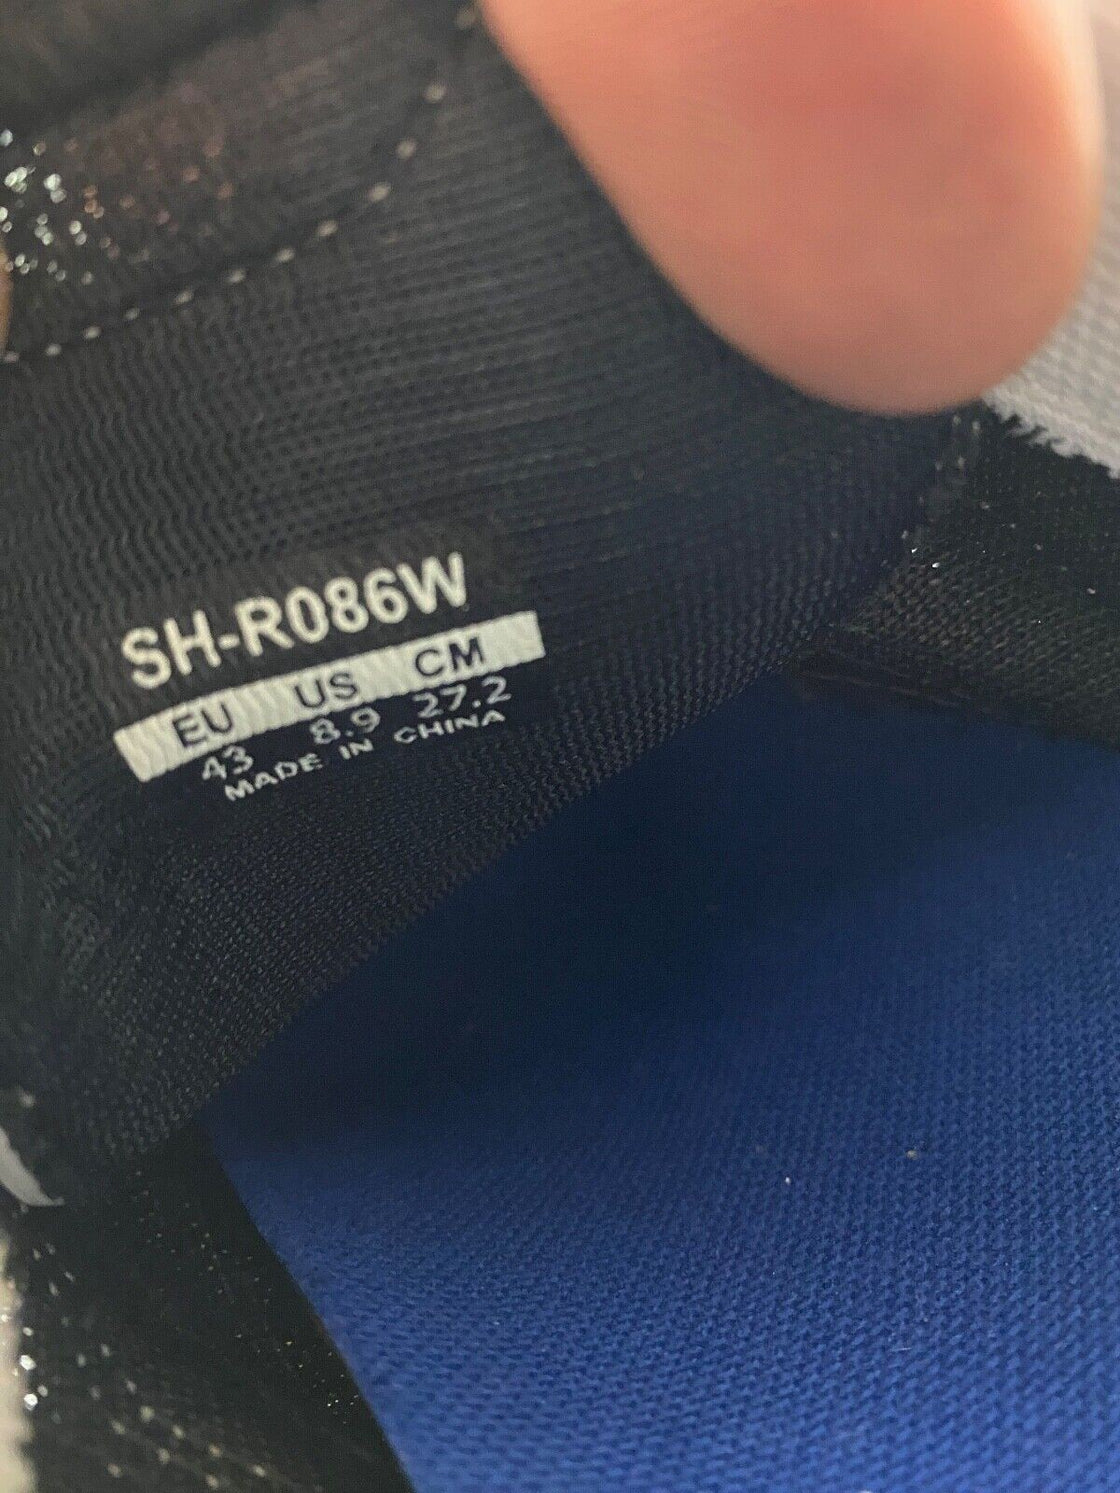 SH-R086W
EU US CM
43 8.9 27.2
MADE IN CHINA